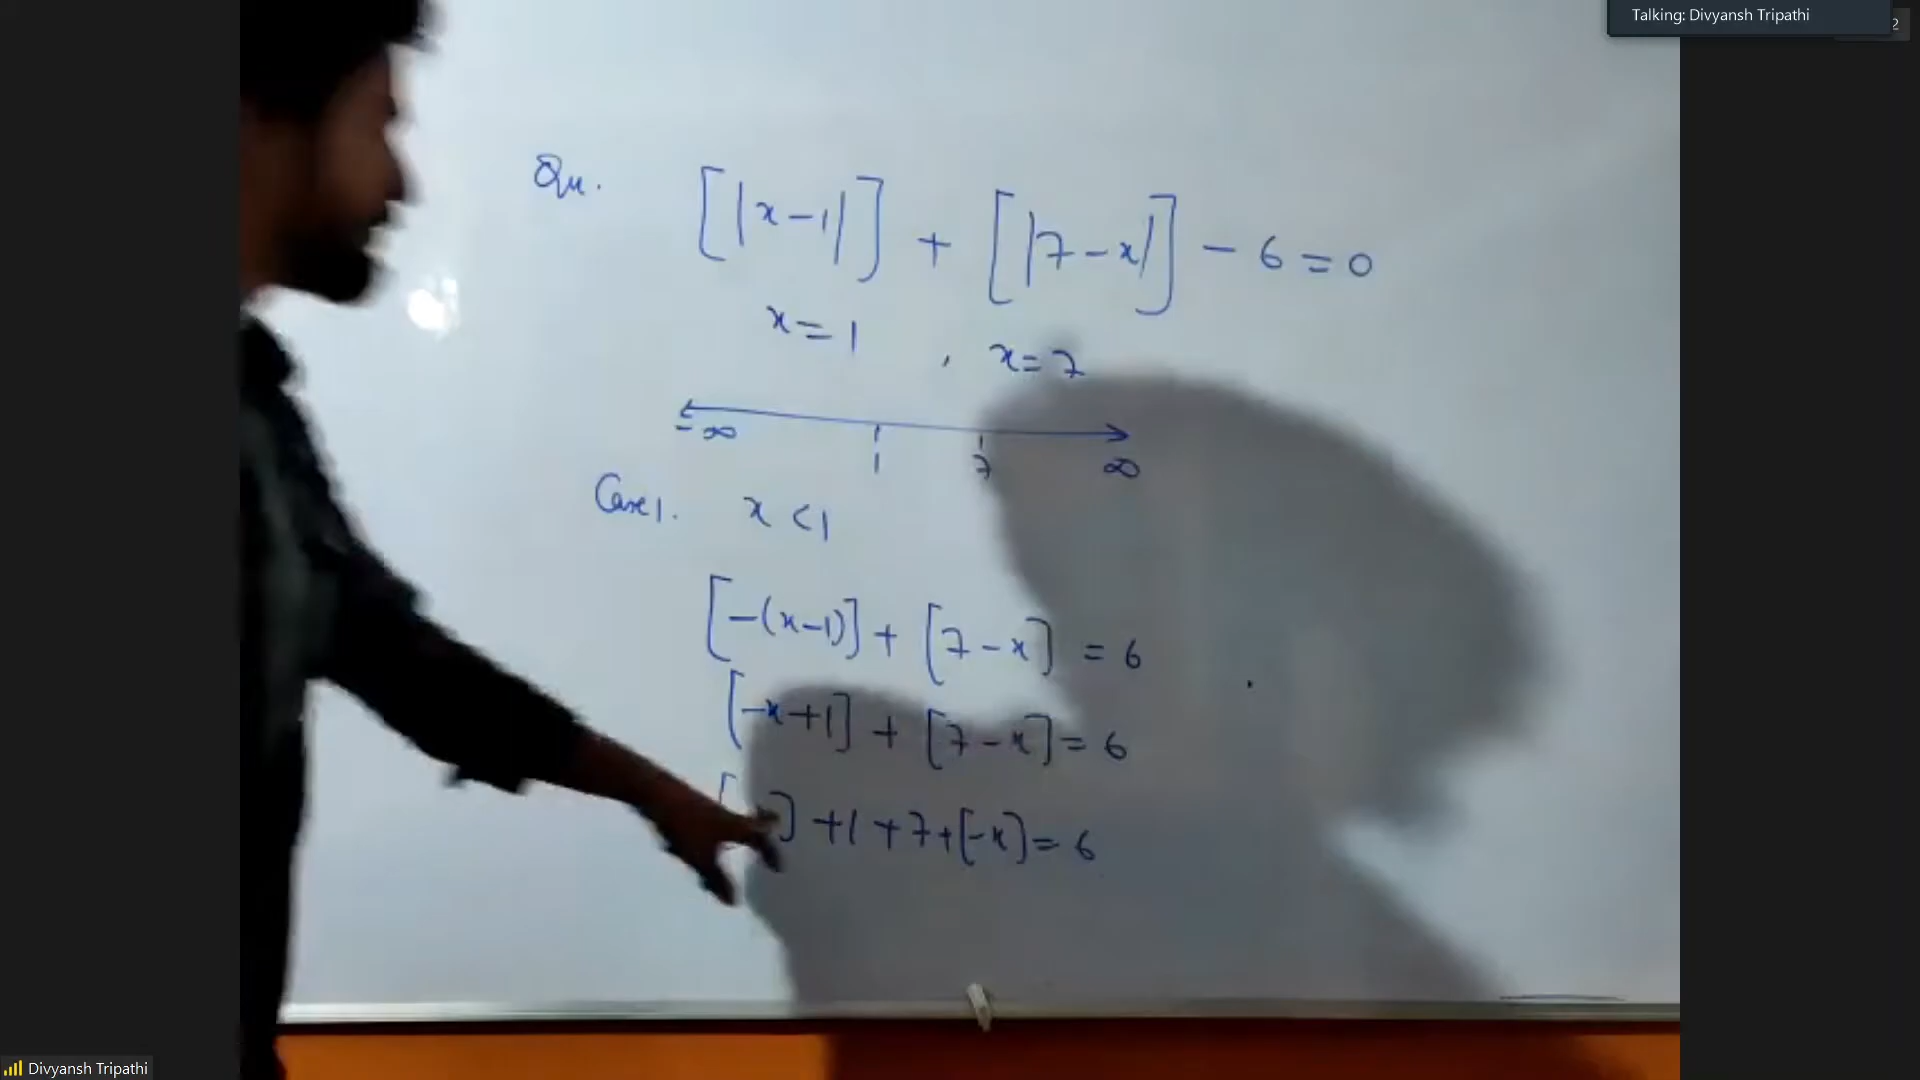 Talking: Divyansh Tripathi
2
Qu. [|x-1|] + [|7-x|] - 6 = 0
x = 1 , x = 7
-∞ 1 7 ∞
Case 1. x < 1
[-(x-1)] + [7-x] = 6
[-x+1] + [7-x] = 6
[ ] +1 +7+[-x] = 6
Divyansh Tripathi